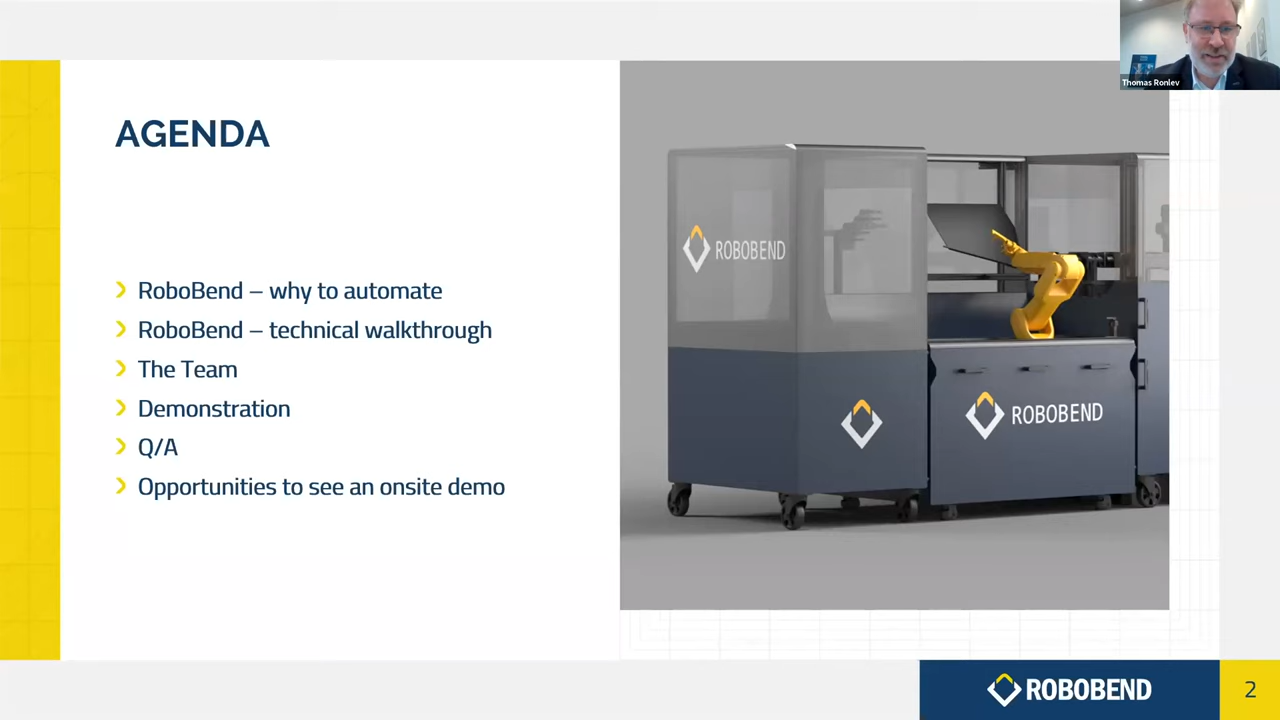 Thomas Ronlev
AGENDA
RoboBend – why to automate
RoboBend – technical walkthrough
The Team
Demonstration
Q/A
Opportunities to see an onsite demo
ROBOBEND
ROBOBEND
ROBOBEND
2